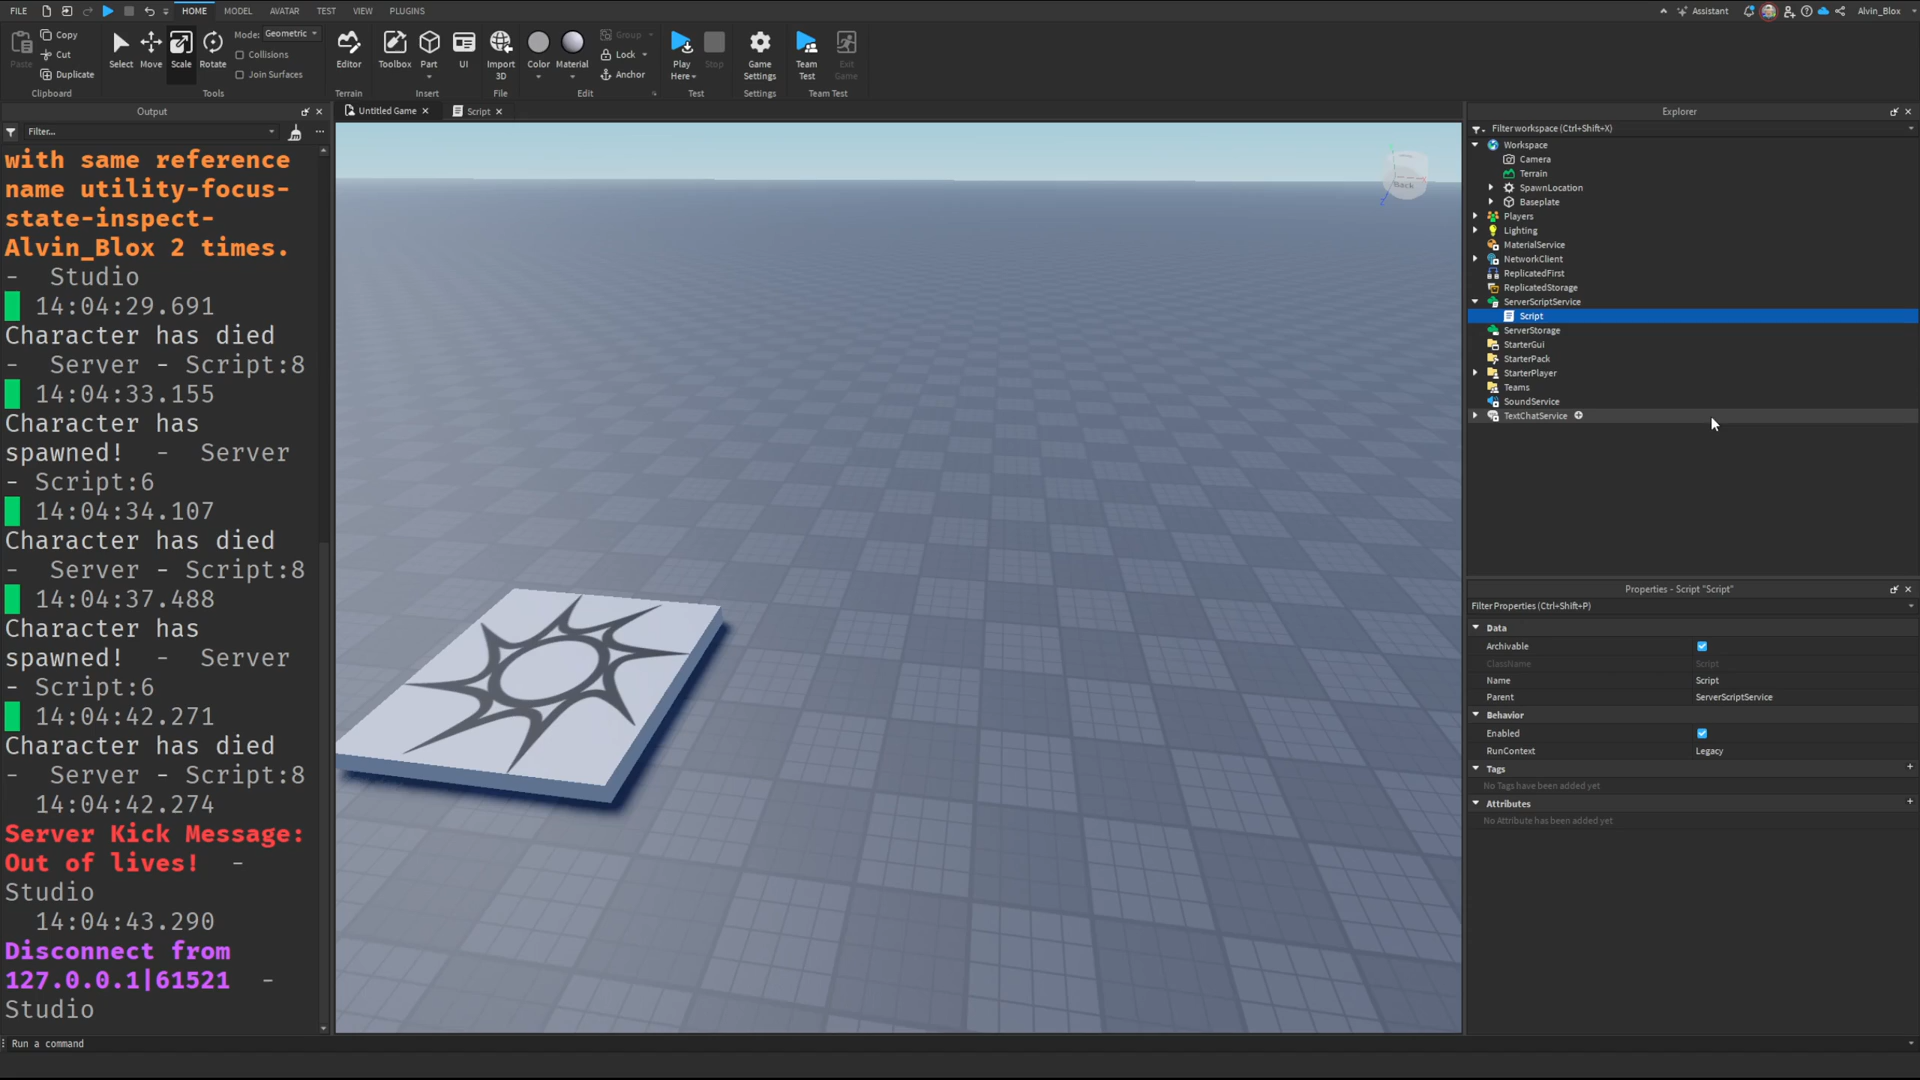 FILE
HOME
MODEL
AVATAR
TEST
VIEW
PLUGINS
Assistant
Alvin_Blox
Paste
Copy
Cut
Duplicate
Clipboard
Select
Move
Scale
Rotate
Mode: Geometric
Collisions
Join Surfaces
Tools
Editor
Terrain
Toolbox
Part
UI
Insert
Import
3D
File
Color
Material
Group
Lock
Anchor
Edit
Play
Here
Stop
Test
Game
Settings
Settings
Team
Test
Exit
Game
Team Test
Output
Filter...
with same reference
name utility-focus-
state-inspect-
Alvin_Blox 2 times.
- Studio
14:04:29.691
Character has died
- Server - Script:8
14:04:33.155
Character has
spawned! - Server
- Script:6
14:04:34.107
Character has died
- Server - Script:8
14:04:37.488
Character has
spawned! - Server
- Script:6
14:04:42.271
Character has died
- Server - Script:8
14:04:42.274
Server Kick Message:
Out of lives! -
Studio
14:04:43.290
Disconnect from
127.0.0.1|61521 -
Studio
Untitled Game
Script
Back
Explorer
Filter workspace (Ctrl+Shift+X)
Workspace
Camera
Terrain
SpawnLocation
Baseplate
Players
Lighting
MaterialService
NetworkClient
ReplicatedFirst
ReplicatedStorage
ServerScriptService
Script
ServerStorage
StarterGui
StarterPack
StarterPlayer
Teams
SoundService
TextChatService
Properties - Script "Script"
Filter Properties (Ctrl+Shift+P)
Data
Archivable
ClassName Script
Name Script
Parent ServerScriptService
Behavior
Enabled
RunContext Legacy
Tags
No Tags have been added yet
Attributes
No Attribute has been added yet
Run a command